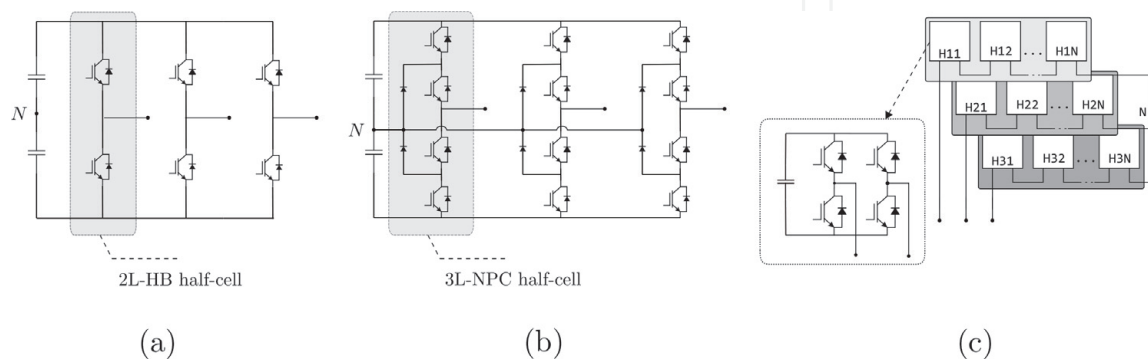 N
2L-HB half-cell
(a)
N
3L-NPC half-cell
(b)
H11 H12 ... H1N
H21 H22 ... H2N
N
H31 H32 ... H3N
(c)